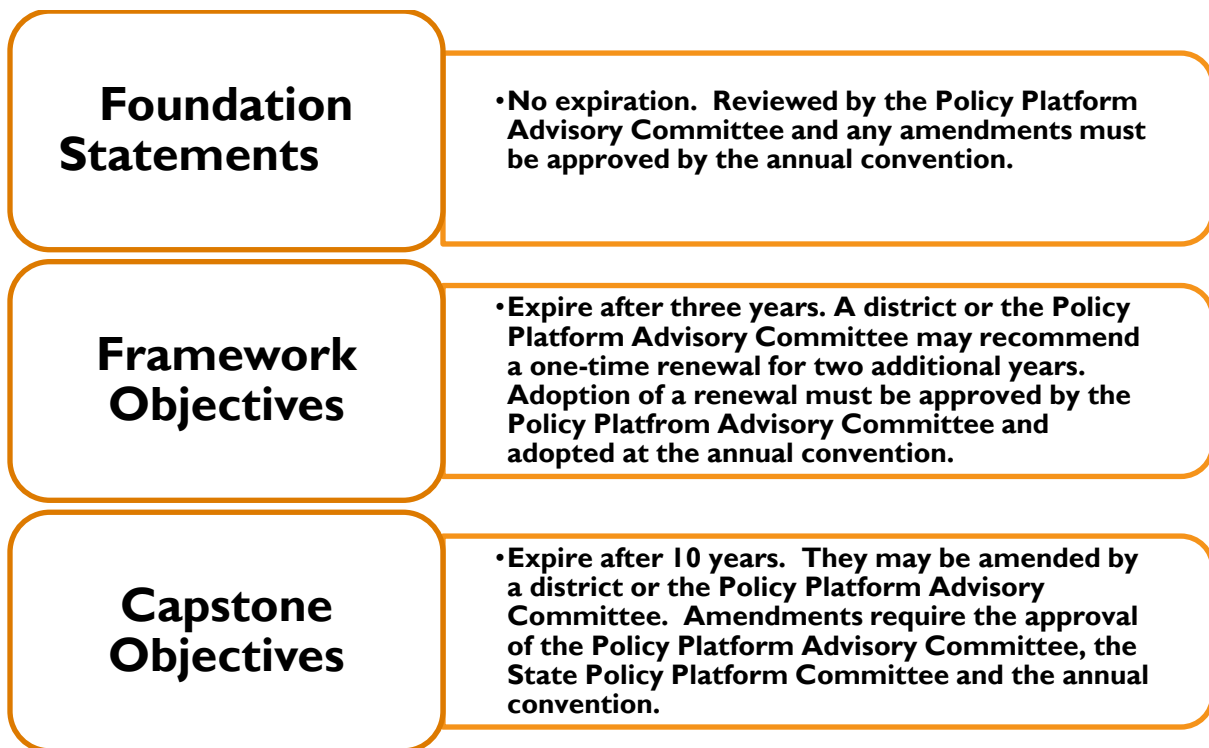 Foundation
Statements
•No expiration.  Reviewed by the Policy Platform
Advisory Committee and any amendments must
be approved by the annual convention.
Framework
Objectives
•Expire after three years. A district or the Policy
Platform Advisory Committee may recommend
a one-time renewal for two additional years.
Adoption of a renewal must be approved by the
Policy Platfrom Advisory Committee and
adopted at the annual convention.
Capstone
Objectives
•Expire after 10 years.  They may be amended by
a district or the Policy Platform Advisory
Committee.  Amendments require the approval
of the Policy Platform Advisory Committee, the
State Policy Platform Committee and the annual
convention.